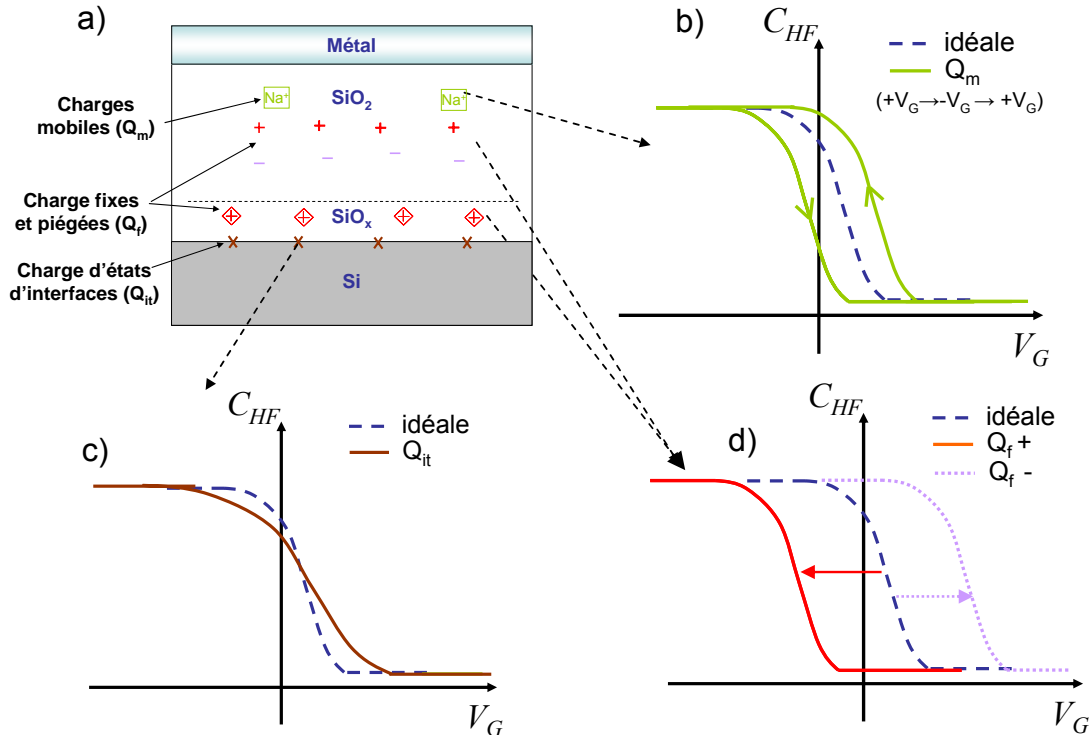 a)
Métal
Charges
mobiles (Qm)
Na+
SiO2
Na+
+ + + +
– – – –
Charge fixes
et piégées (Qf)
SiOx
+ + + +
Charge d’états
d’interfaces (Qit)
x x x x
Si
b)
CHF
idéale
Qm
(+VG→-VG→ +VG)
VG
c)
CHF
idéale
Qit
VG
d)
CHF
idéale
Qf +
Qf -
VG